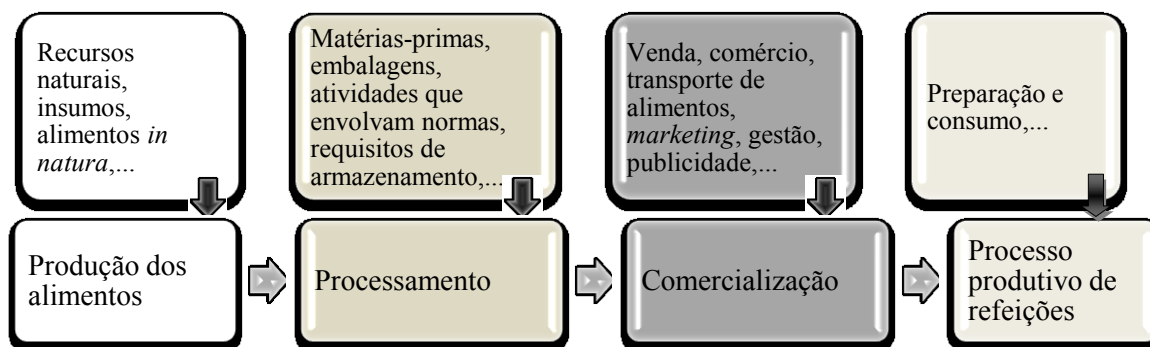 Recursos
naturais,
insumos,
alimentos in
natura,...
Matérias-primas,
embalagens,
atividades que
envolvam normas,
requisitos de
armazenamento,...
Venda, comércio,
transporte de
alimentos,
marketing, gestão,
publicidade,...
Preparação e
consumo,...
Produção dos
alimentos
Processamento
Comercialização
Processo
produtivo de
refeições